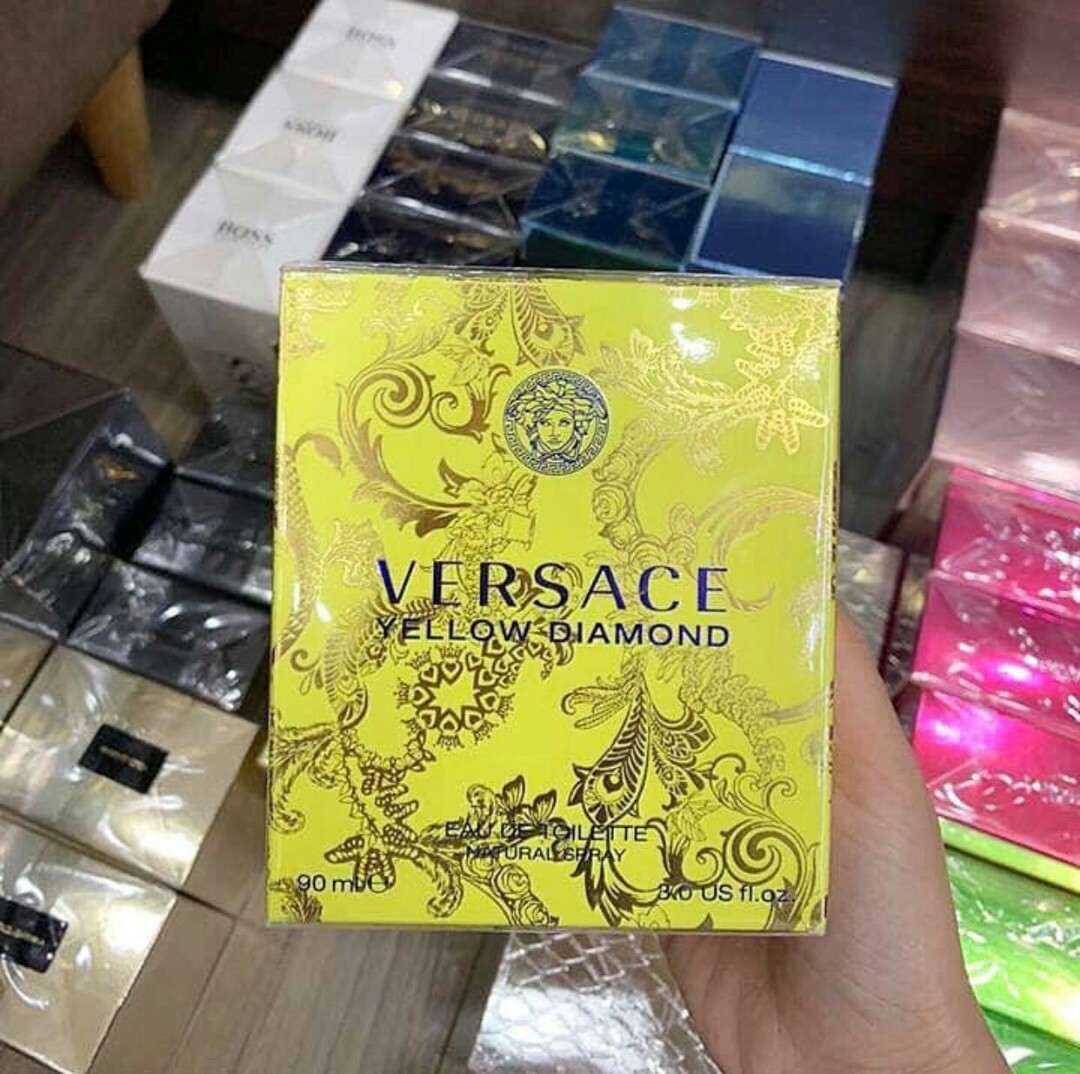 BOSS
BOSS
VERSACE
YELLOW DIAMOND
EAU DE TOILETTE
NATURAL SPRAY
90 ml ℮
3.0 US fl.oz.